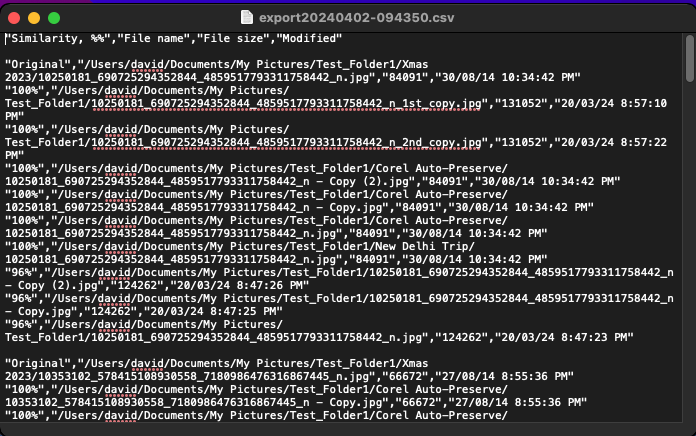 export20240402-094350.csv
"Similarity, %%","File name","File size","Modified"
"Original","/Users/david/Documents/My Pictures/Test_Folder1/Xmas
2023/10250181_690725294352844_4859517793311758442_n.jpg","84091","30/08/14 10:34:42 PM"
"100%","/Users/david/Documents/My Pictures/
Test_Folder1/10250181_690725294352844_4859517793311758442_n_1st_copy.jpg","131052","20/03/24 8:57:10
PM"
"100%","/Users/david/Documents/My Pictures/
Test_Folder1/10250181_690725294352844_4859517793311758442_n_2nd_copy.jpg","131052","20/03/24 8:57:22
PM"
"100%","/Users/david/Documents/My Pictures/Test_Folder1/Corel Auto-Preserve/
10250181_690725294352844_4859517793311758442_n - Copy (2).jpg","84091","30/08/14 10:34:42 PM"
"100%","/Users/david/Documents/My Pictures/Test_Folder1/Corel Auto-Preserve/
10250181_690725294352844_4859517793311758442_n - Copy.jpg","84091","30/08/14 10:34:42 PM"
"100%","/Users/david/Documents/My Pictures/Test_Folder1/Corel Auto-Preserve/
10250181_690725294352844_4859517793311758442_n.jpg","84091","30/08/14 10:34:42 PM"
"100%","/Users/david/Documents/My Pictures/Test_Folder1/New Delhi Trip/
10250181_690725294352844_4859517793311758442_n.jpg","84091","30/08/14 10:34:42 PM"
"96%","/Users/david/Documents/My Pictures/Test_Folder1/10250181_690725294352844_4859517793311758442_n
- Copy (2).jpg","124262","20/03/24 8:47:26 PM"
"96%","/Users/david/Documents/My Pictures/Test_Folder1/10250181_690725294352844_4859517793311758442_n
- Copy.jpg","124262","20/03/24 8:47:25 PM"
"96%","/Users/david/Documents/My Pictures/
Test_Folder1/10250181_690725294352844_4859517793311758442_n.jpg","124262","20/03/24 8:47:23 PM"
"Original","/Users/david/Documents/My Pictures/Test_Folder1/Xmas
2023/10353102_578415108930558_7180986476316867445_n.jpg","66672","27/08/14 8:55:36 PM"
"100%","/Users/david/Documents/My Pictures/Test_Folder1/Corel Auto-Preserve/
10353102_578415108930558_7180986476316867445_n - Copy.jpg","66672","27/08/14 8:55:36 PM"
"100%","/Users/david/Documents/My Pictures/Test_Folder1/Corel Auto-Preserve/